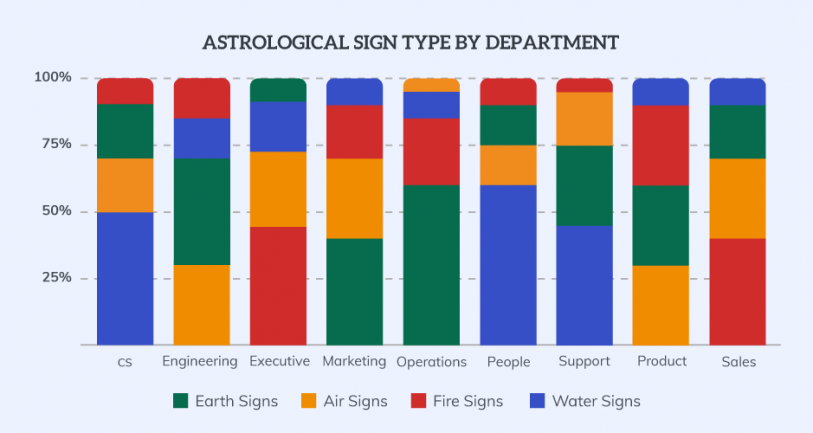 ASTROLOGICAL SIGN TYPE BY DEPARTMENT
100%
75%
50%
25%
CS Engineering Executive Marketing Operations People Support Product Sales
Earth Signs Air Signs Fire Signs Water Signs